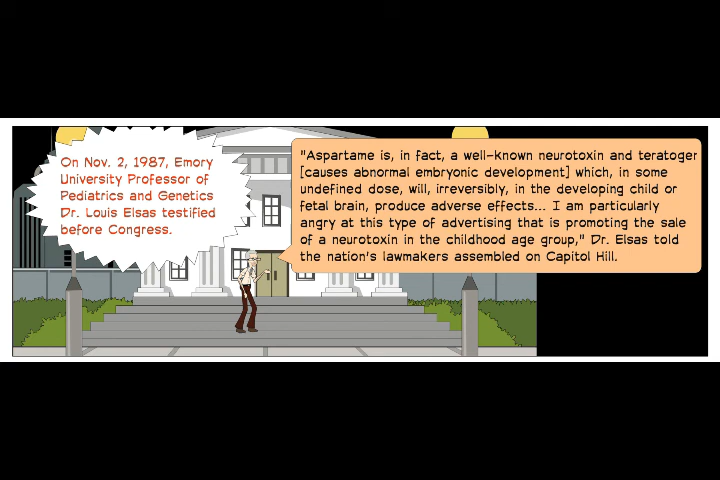 On Nov. 2, 1987, Emory
University Professor of
Pediatrics and Genetics
Dr. Louis Elsas testified
before Congress.
"Aspartame is, in fact, a well-known neurotoxin and teratoger
[causes abnormal embryonic development] which, in some
undefined dose, will, irreversibly, in the developing child or
fetal brain, produce adverse effects... I am particularly
angry at this type of advertising that is promoting the sale
of a neurotoxin in the childhood age group," Dr. Elsas told
the nation's lawmakers assembled on Capitol Hill.